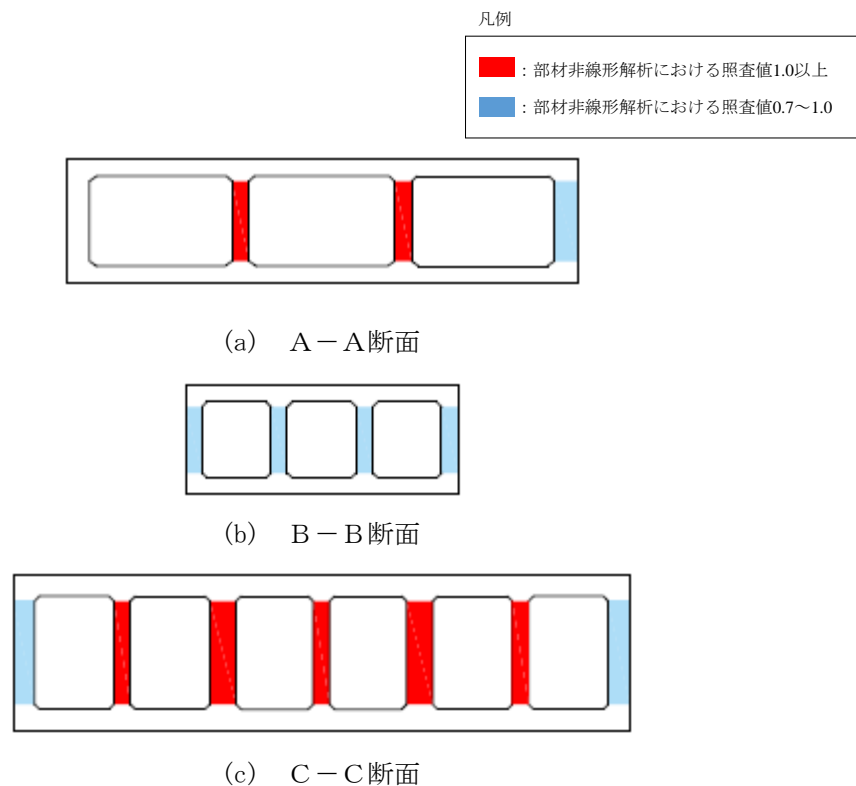 凡例
：部材非線形解析における照査値1.0以上
：部材非線形解析における照査値0.7～1.0
(a)　Ａ－Ａ断面
(b)　Ｂ－Ｂ断面
(c)　Ｃ－Ｃ断面